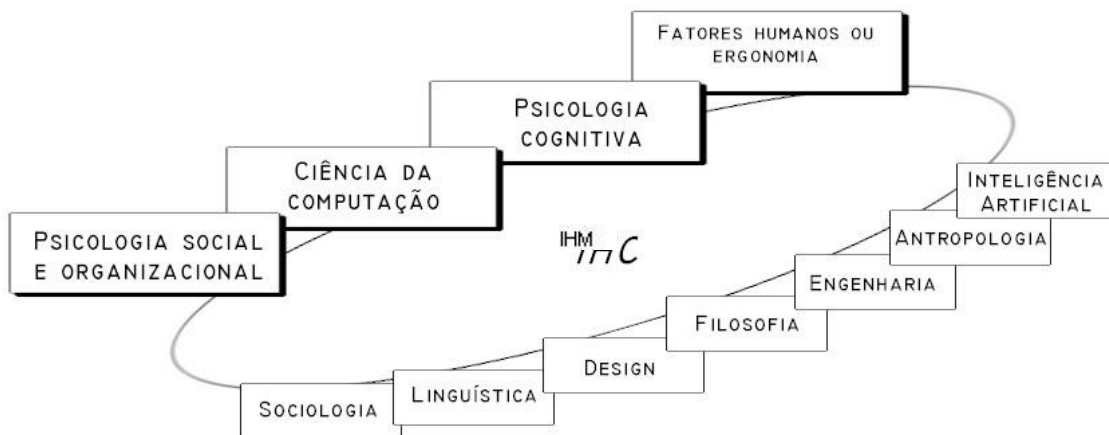 FATORES HUMANOS OU
ERGONOMIA
PSICOLOGIA
COGNITIVA
CIÊNCIA DA
COMPUTAÇÃO
PSICOLOGIA SOCIAL
E ORGANIZACIONAL
INTELIGÊNCIA
ARTIFICIAL
ANTROPOLOGIA
ENGENHARIA
FILOSOFIA
DESIGN
LINGUÍSTICA
SOCIOLOGIA
IHM
C